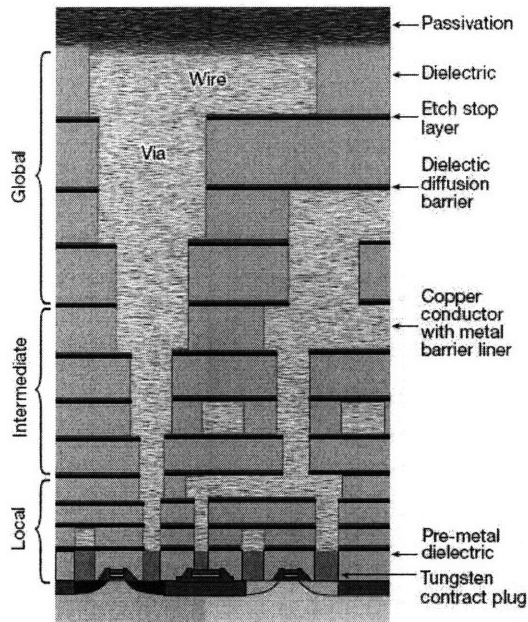 Passivation
Wire
Dielectric
Etch stop
layer
Via
Global
Dielectic
diffusion
barrier
Copper
conductor
with metal
barrier liner
Intermediate
Local
Pre-metal
dielectric
Tungsten
contract plug